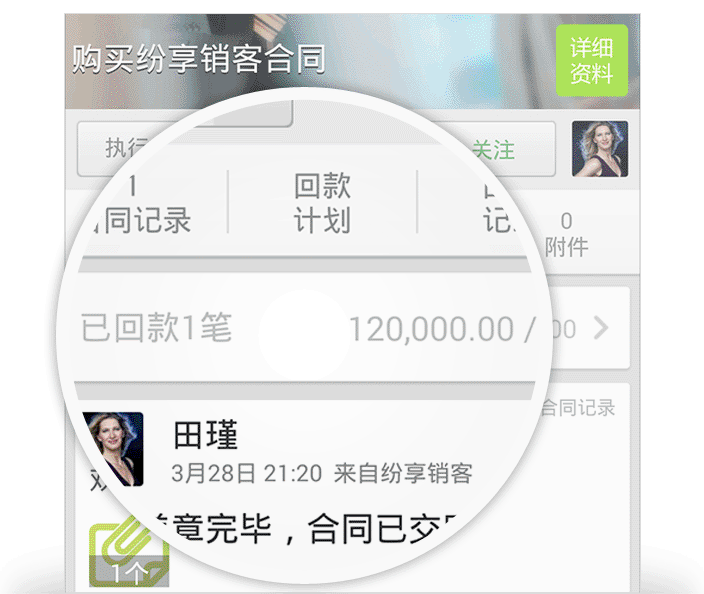 购买纷享销客合同
详细
资料
执行
关注
1
同记录
回款
计划
记
0
附件
已回款1笔
120,000.00 /
00
合同记录
田瑾
3月28日 21:20 来自纷享销客
章完毕，合同已交
1个